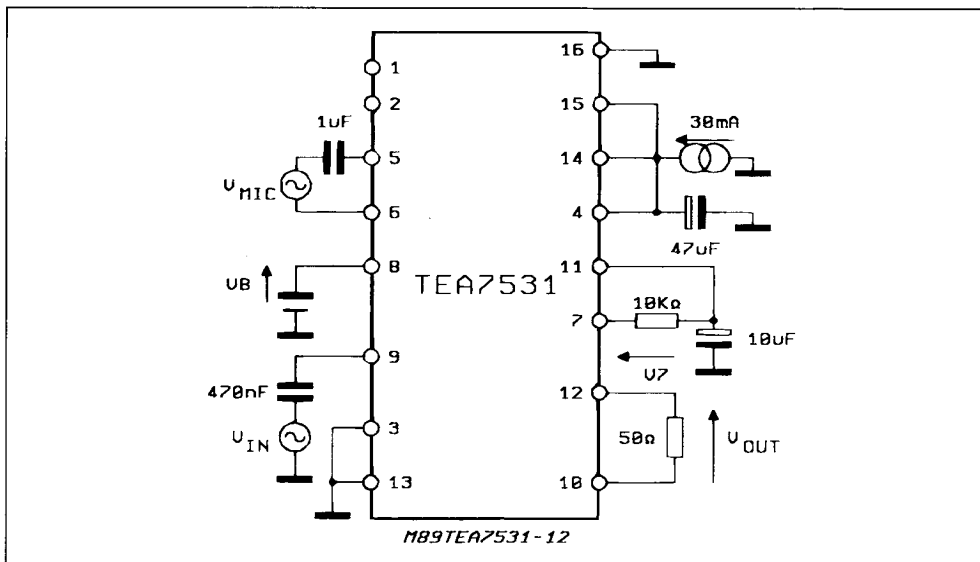 16
1
15
2
1uF
30mA
5
14
VMIC
6
4
47uF
8
11
VB
TEA7531
10KΩ
7
10uF
9
V7
470nF
12
VIN
3
50Ω
VOUT
13
10
M89TEA7531-12